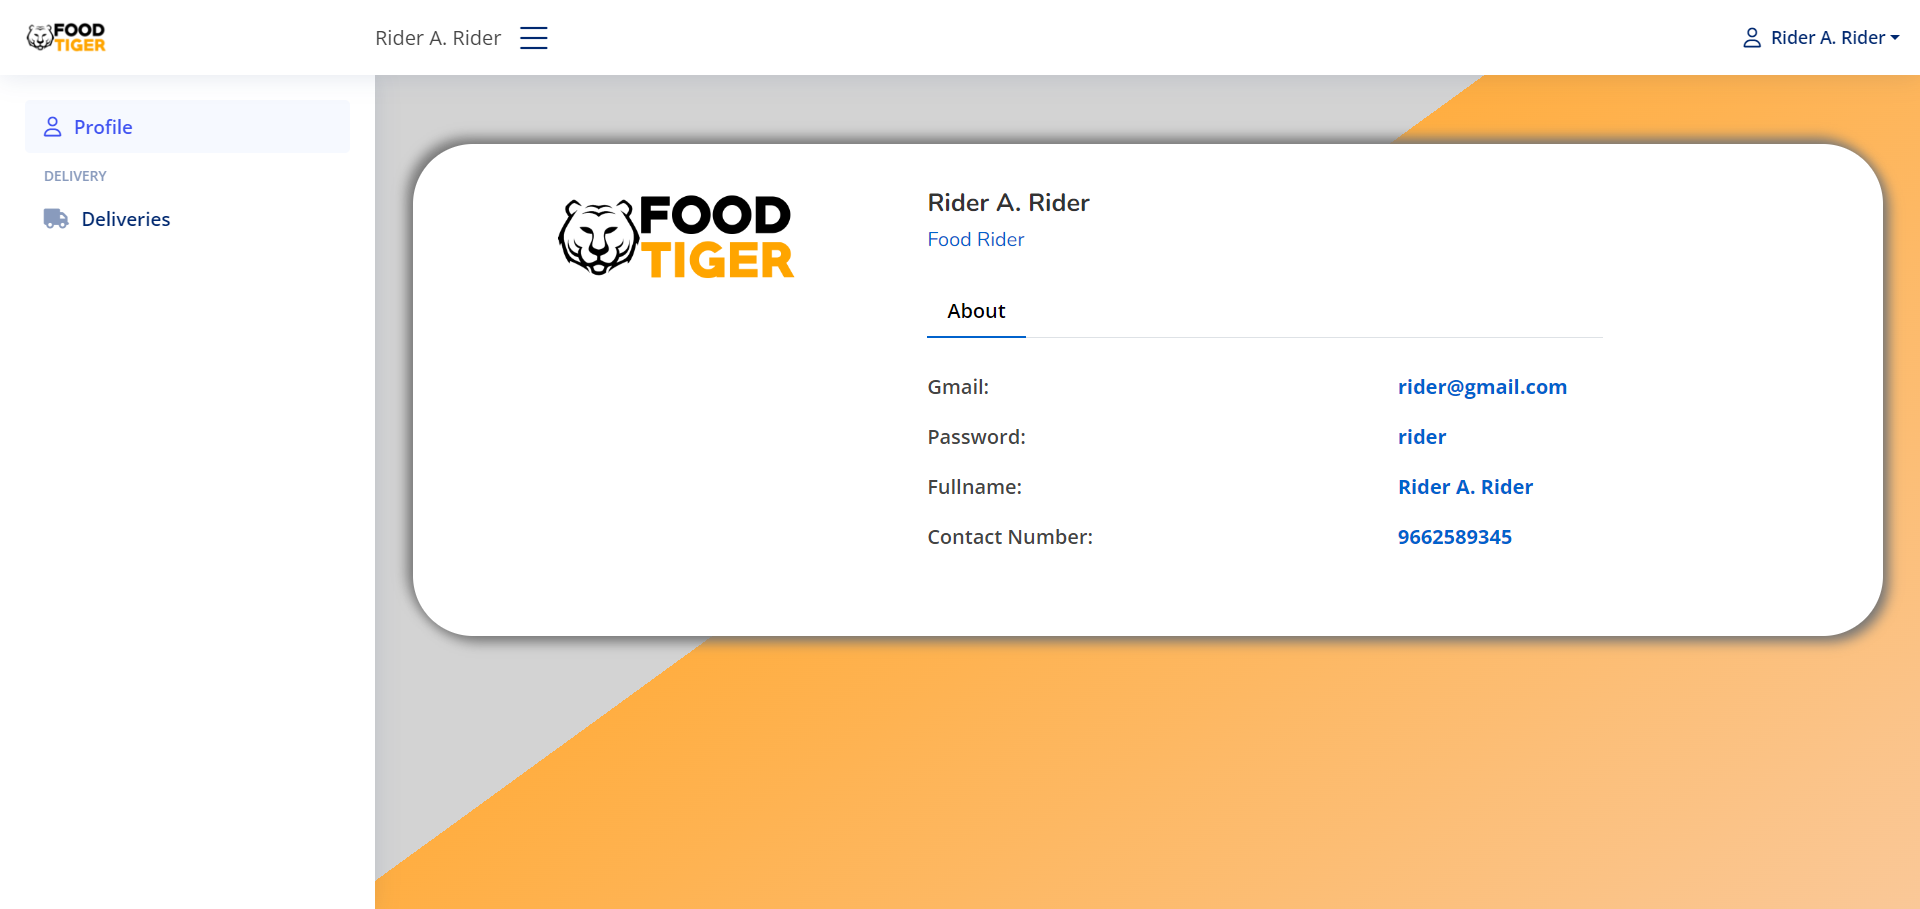 FOOD
TIGER
Rider A. Rider
Rider A. Rider
Profile
DELIVERY
Deliveries
FOOD
TIGER
Rider A. Rider
Food Rider
About
Gmail: rider@gmail.com
Password: rider
Fullname: Rider A. Rider
Contact Number: 9662589345